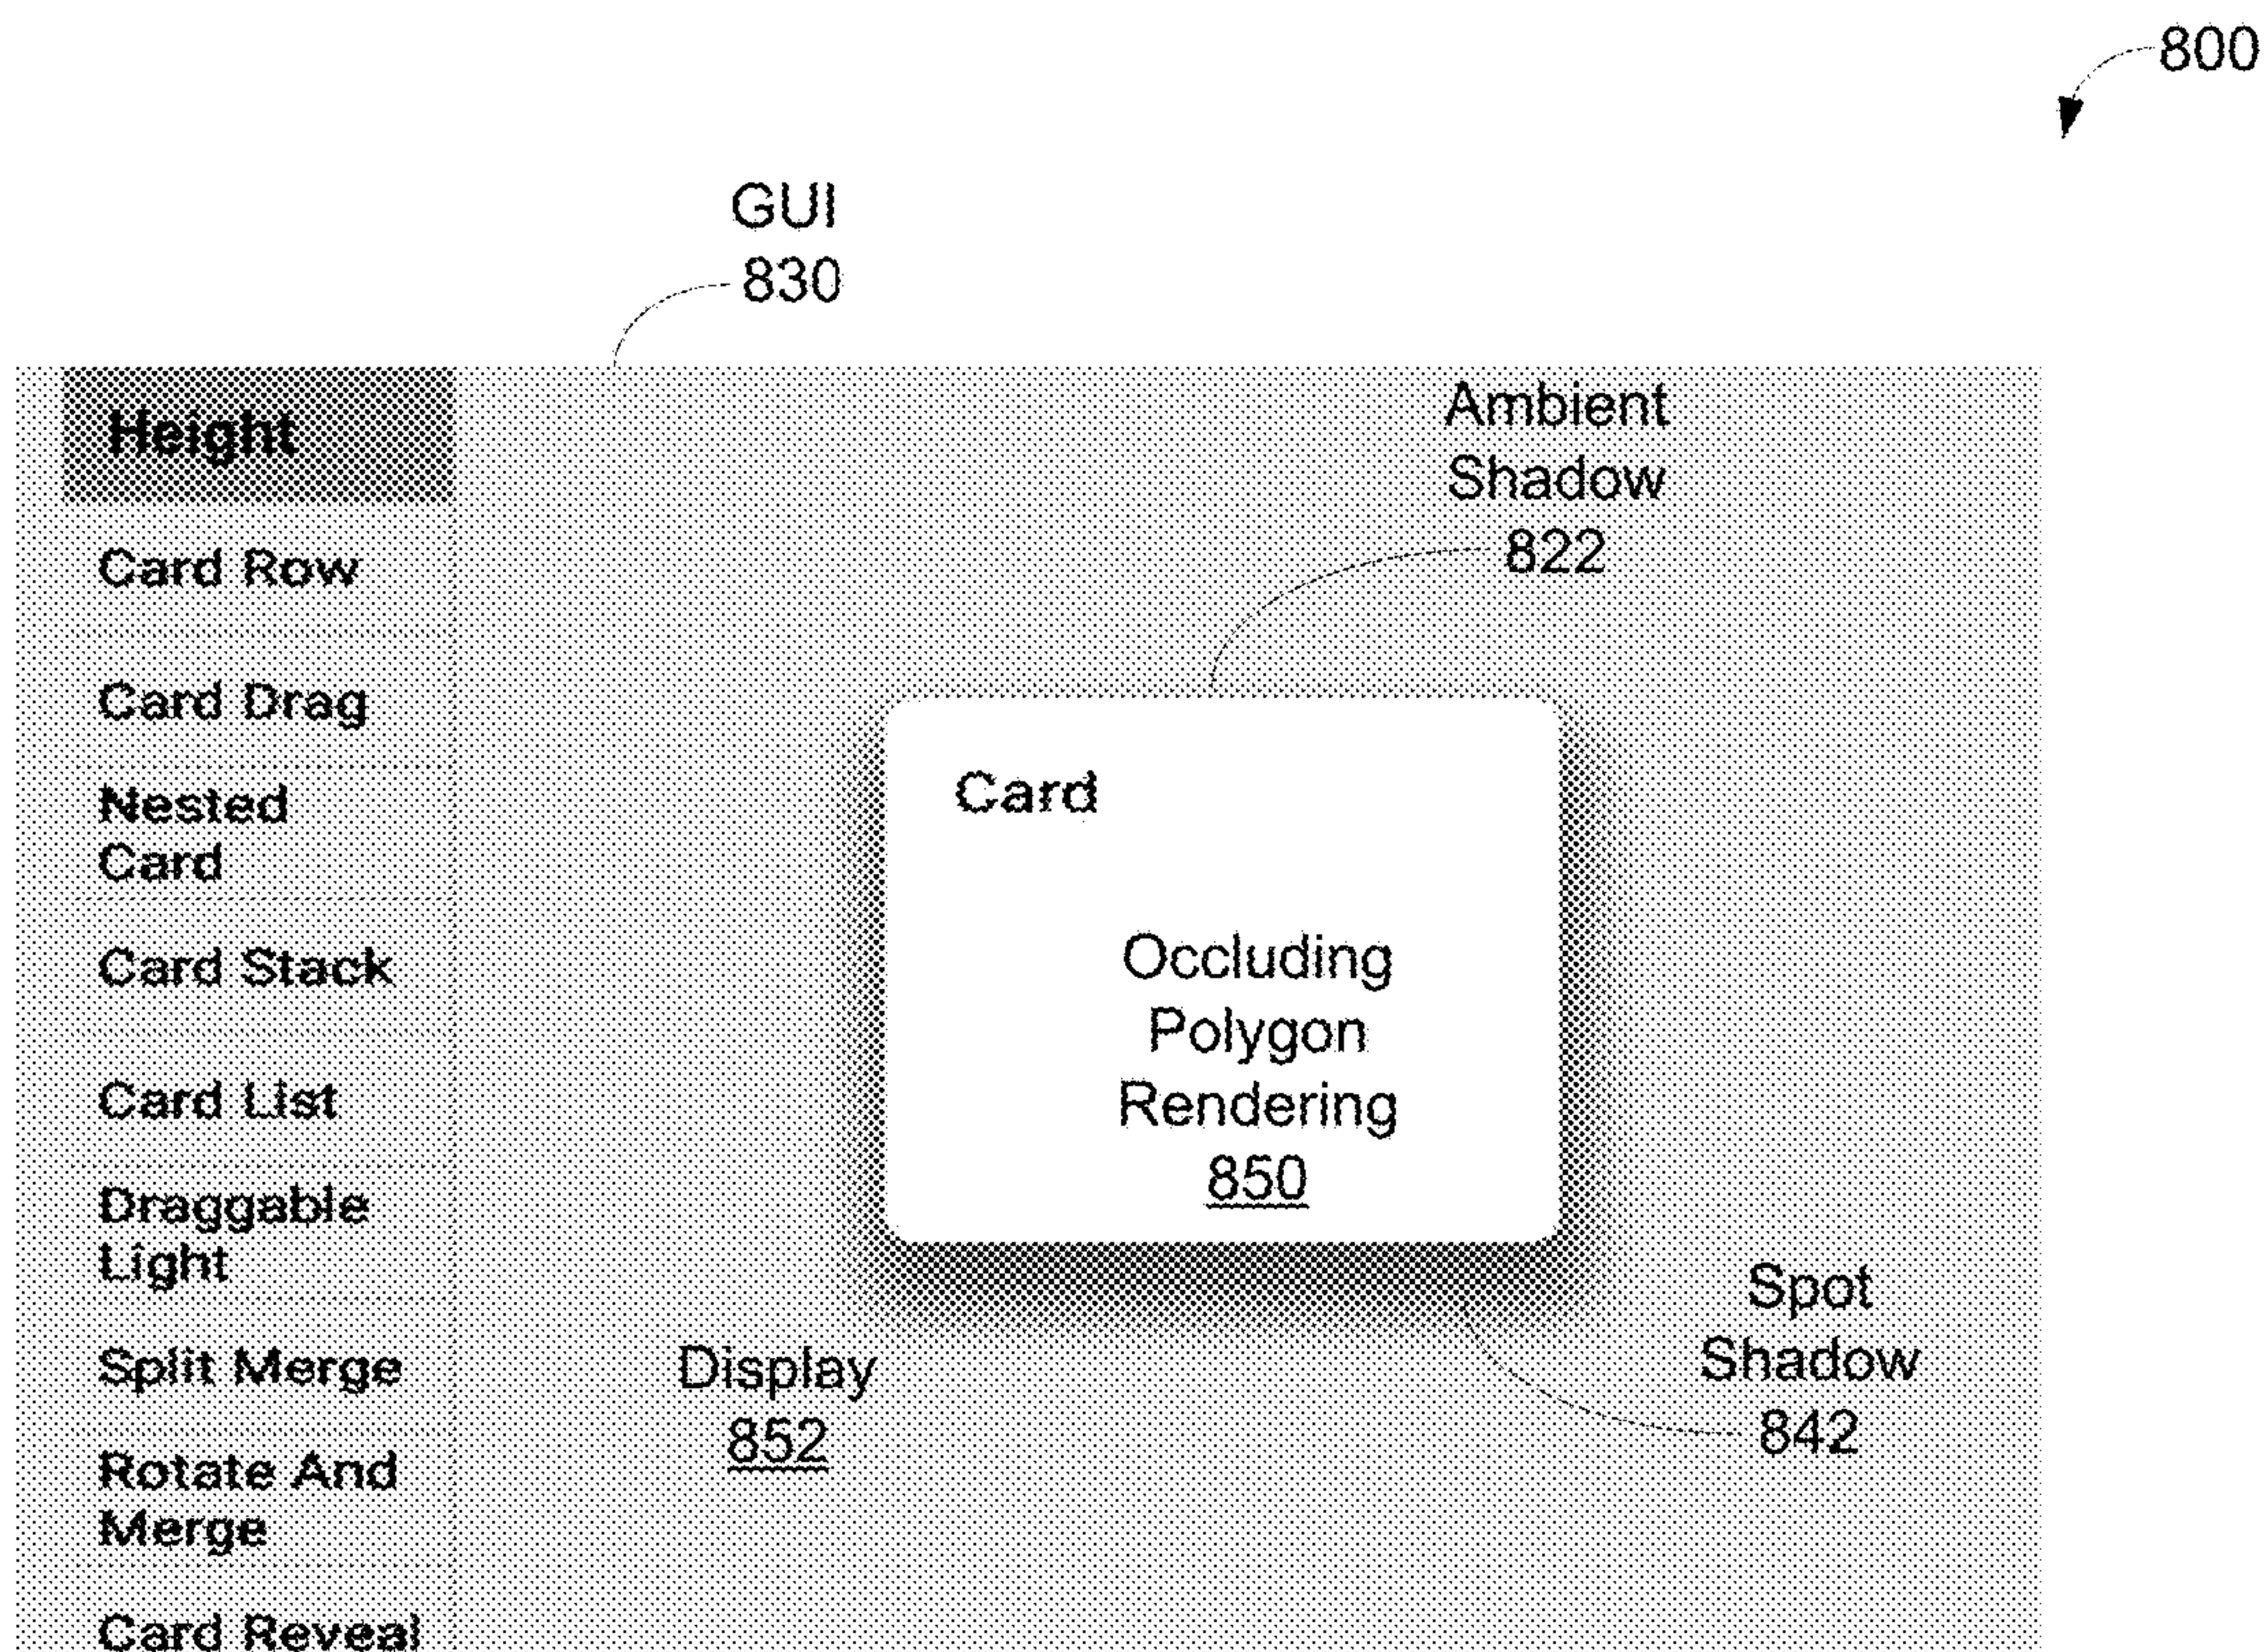 800
GUI
830
Height
Card Row
Card Drag
Nested
Card
Card Stack
Card List
Draggable
Light
Split Merge
Rotate And
Merge
Card Reveal
Ambient
Shadow
822
Card
Occluding
Polygon
Rendering
850
Display
852
Spot
Shadow
842